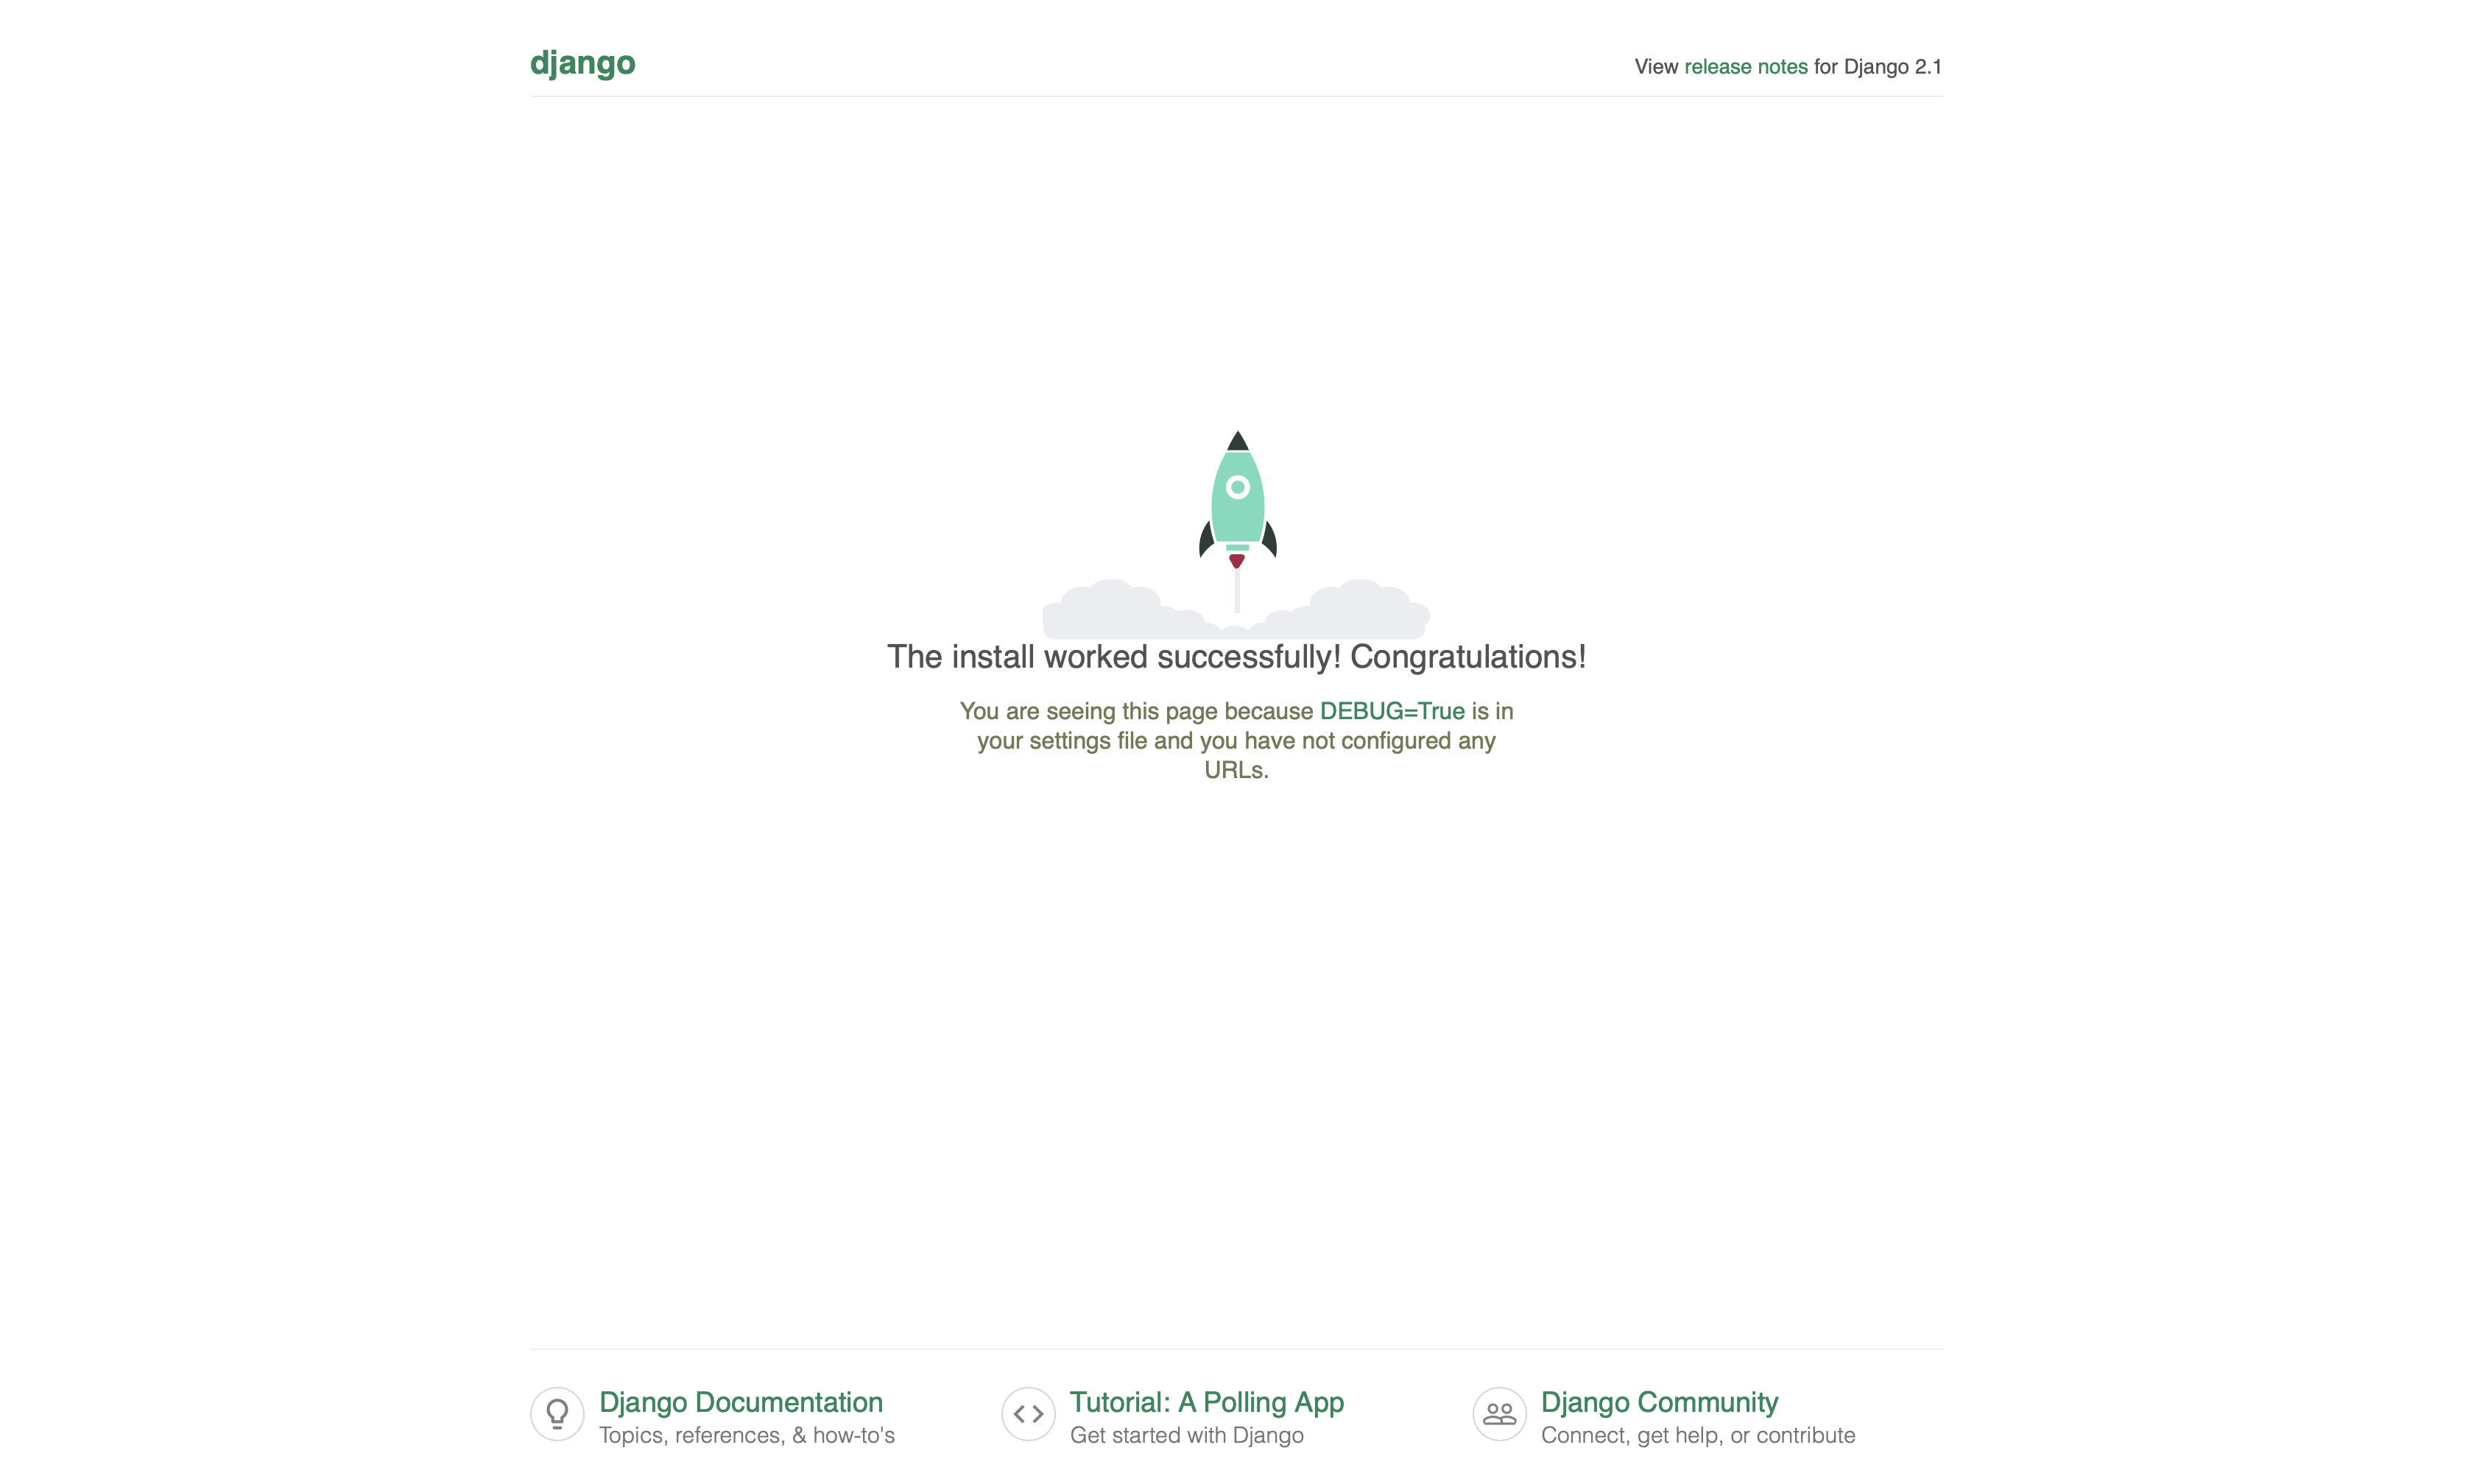 django
View release notes for Django 2.1
The install worked successfully! Congratulations!
You are seeing this page because DEBUG=True is in
your settings file and you have not configured any
URLs.
Django Documentation
Topics, references, & how-to's
Tutorial: A Polling App
Get started with Django
Django Community
Connect, get help, or contribute